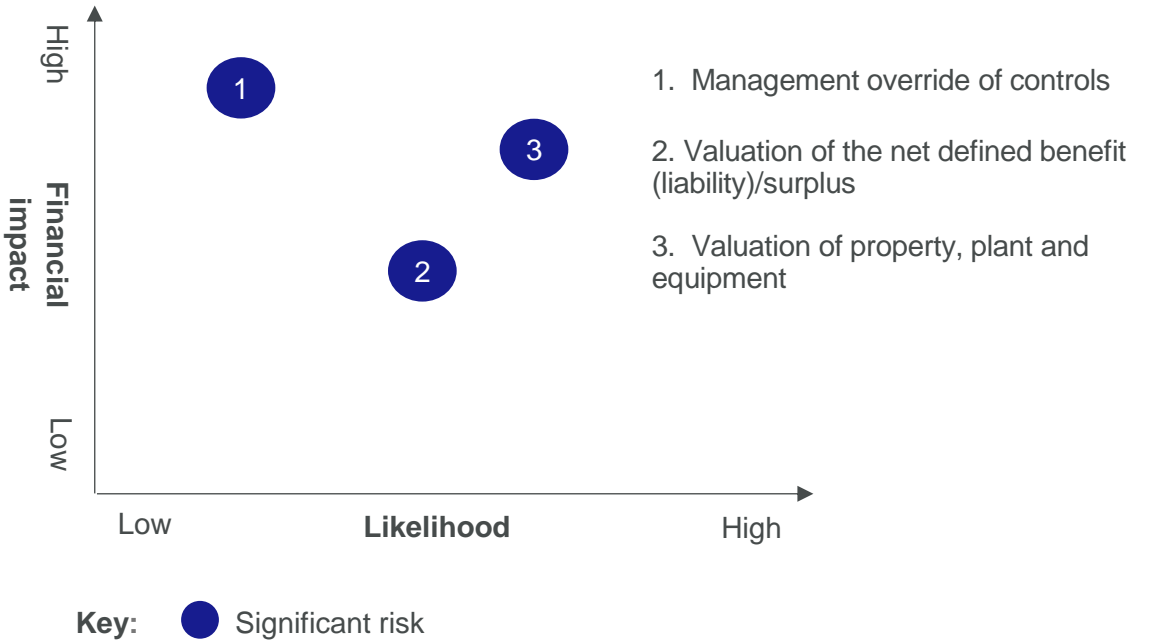 High
Financial
impact
Low
1
3
2
1. Management override of controls
2. Valuation of the net defined benefit
(liability)/surplus
3. Valuation of property, plant and
equipment
Low
Likelihood
High
Key:
Significant risk